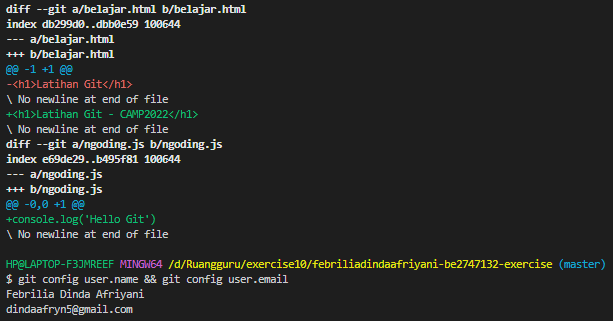 diff --git a/belajar.html b/belajar.html
index db299d0..dbb0e59 100644
--- a/belajar.html
+++ b/belajar.html
@@ -1 +1 @@
-<h1>Latihan Git</h1>
\ No newline at end of file
+<h1>Latihan Git - CAMP2022</h1>
\ No newline at end of file
diff --git a/ngoding.js b/ngoding.js
index e69de29..b495f81 100644
--- a/ngoding.js
+++ b/ngoding.js
@@ -0,0 +1 @@
+console.log('Hello Git')
\ No newline at end of file
HP@LAPTOP-F3JMREEF MINGW64 /d/Ruangguru/exercise10/febriliadindaafriyani-be2747132-exercise (master)
$ git config user.name && git config user.email
Febrilia Dinda Afriyani
dindaafryn5@gmail.com